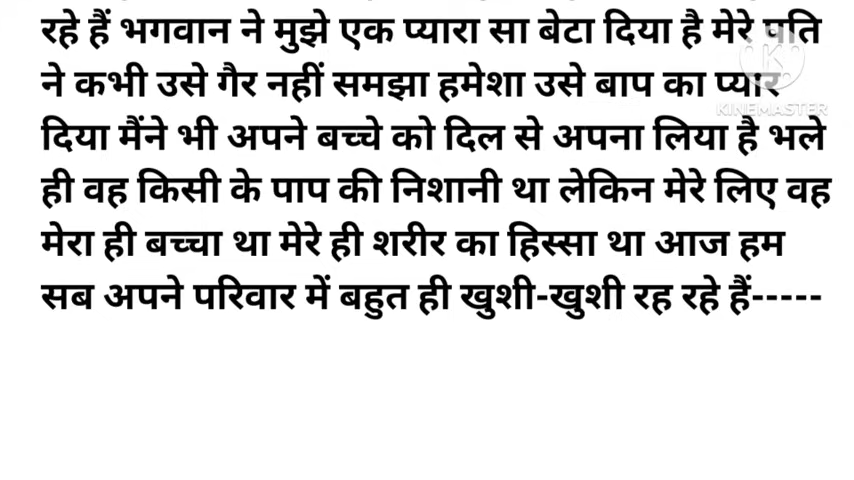 रहे हैं भगवान ने मुझे एक प्यारा सा बेटा दिया है मेरे पति
ने कभी उसे गैर नहीं समझा हमेशा उसे बाप का प्यार
KINEMASTER
दिया मैंने भी अपने बच्चे को दिल से अपना लिया है भले
ही वह किसी के पाप की निशानी था लेकिन मेरे लिए वह
मेरा ही बच्चा था मेरे ही शरीर का हिस्सा था आज हम
सब अपने परिवार में बहुत ही खुशी-खुशी रह रहे हैं-----